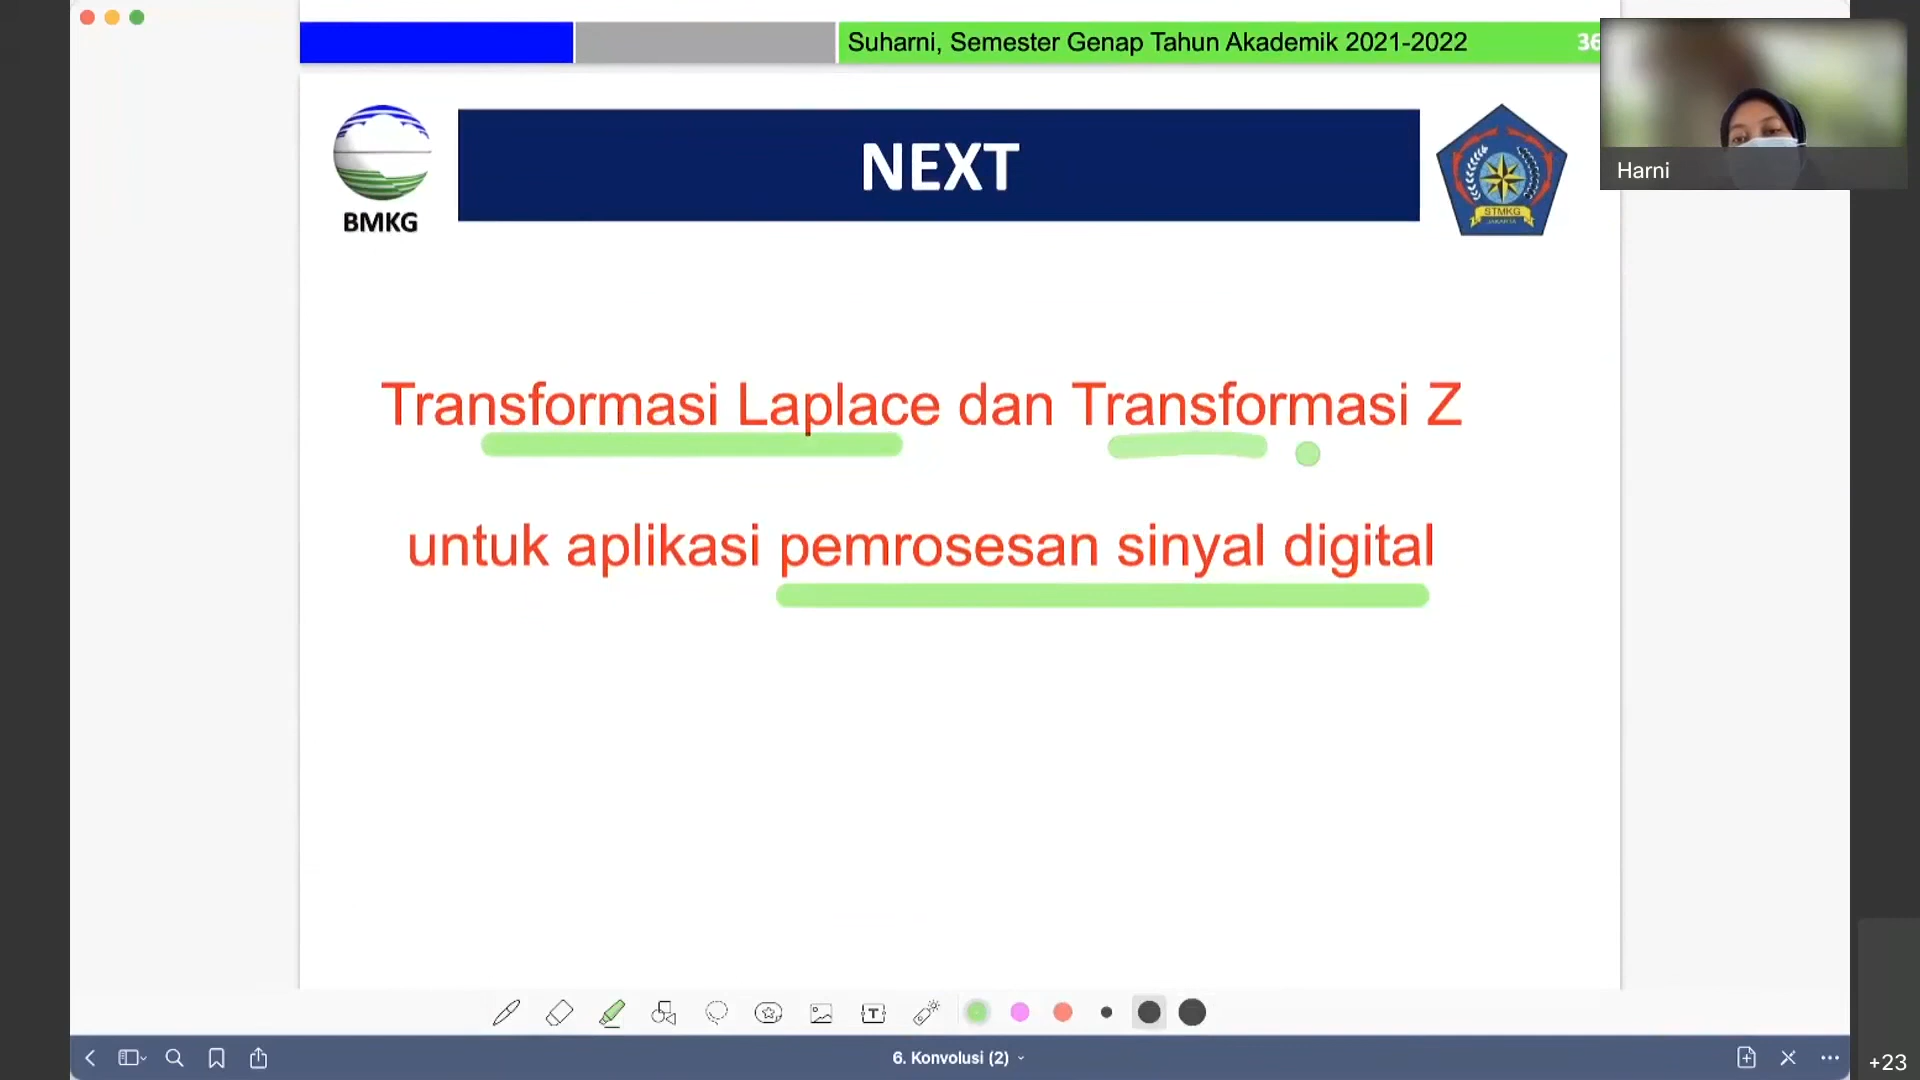 Suharni, Semester Genap Tahun Akademik 2021-2022
36
BMKG
NEXT
STMKG
Harni
Transformasi Laplace dan Transformasi Z
untuk aplikasi pemrosesan sinyal digital
T
6. Konvolusi (2)
+23